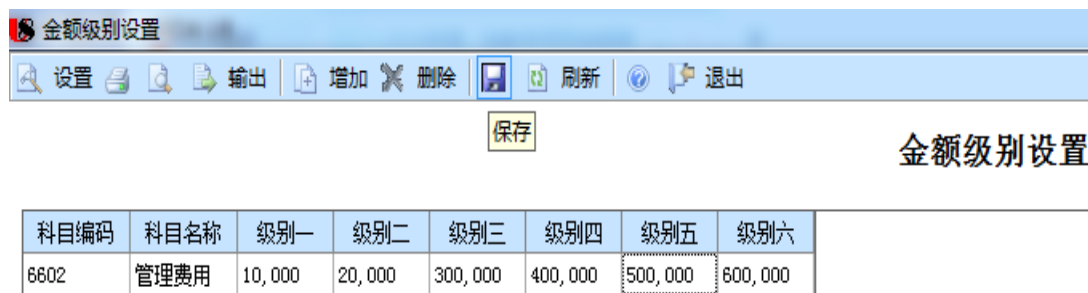 金额级别设置
设置 输出 增加 删除 刷新 退出
保存
金额级别设置
科目编码 科目名称 级别一 级别二 级别三 级别四 级别五 级别六
6602 管理费用 10,000 20,000 300,000 400,000 500,000 600,000